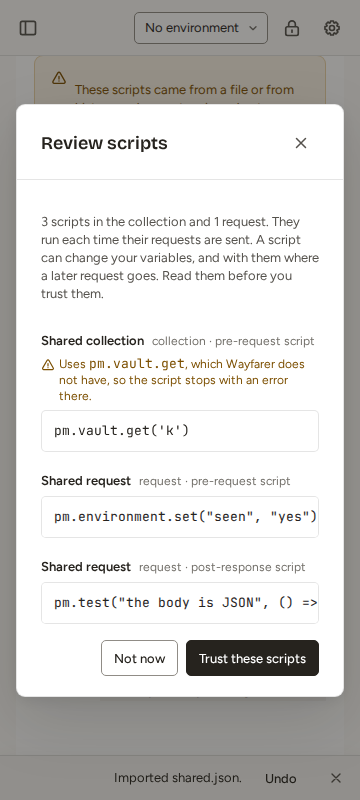 No environment
These scripts came from a file or from
Review scripts
3 scripts in the collection and 1 request. They
run each time their requests are sent. A script
can change your variables, and with them where
a later request goes. Read them before you
trust them.
Shared collection collection · pre-request script
Uses pm.vault.get, which Wayfarer does
not have, so the script stops with an error
there.
pm.vault.get('k')
Shared request request · pre-request script
pm.environment.set("seen", "yes")
Shared request request · post-response script
pm.test("the body is JSON", () =>
Not now
Trust these scripts
Imported shared.json.
Undo